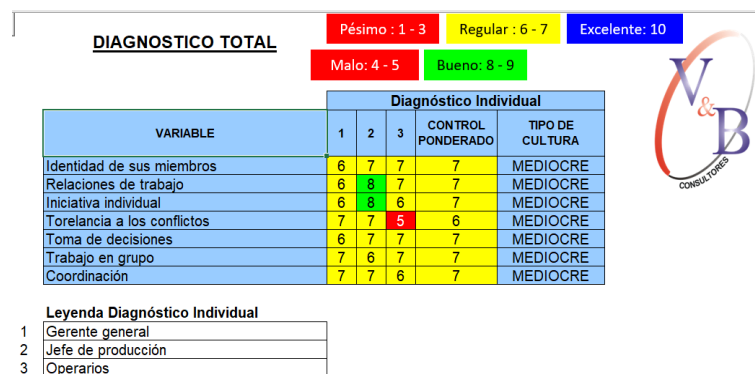 DIAGNOSTICO TOTAL
Pésimo : 1 - 3
Regular : 6 - 7
Excelente: 10
Malo: 4 - 5
Bueno: 8 - 9
V&B
CONSULTORES
Diagnóstico Individual
VARIABLE 1 2 3 CONTROL PONDERADO TIPO DE CULTURA
Identidad de sus miembros 6 7 7 7 MEDIOCRE
Relaciones de trabajo 6 8 7 7 MEDIOCRE
Iniciativa individual 6 8 6 7 MEDIOCRE
Torelancia a los conflictos 7 7 5 6 MEDIOCRE
Toma de decisiones 6 7 7 7 MEDIOCRE
Trabajo en grupo 7 6 7 7 MEDIOCRE
Coordinación 7 7 6 7 MEDIOCRE
Leyenda Diagnóstico Individual
1 Gerente general
2 Jefe de producción
3 Operarios